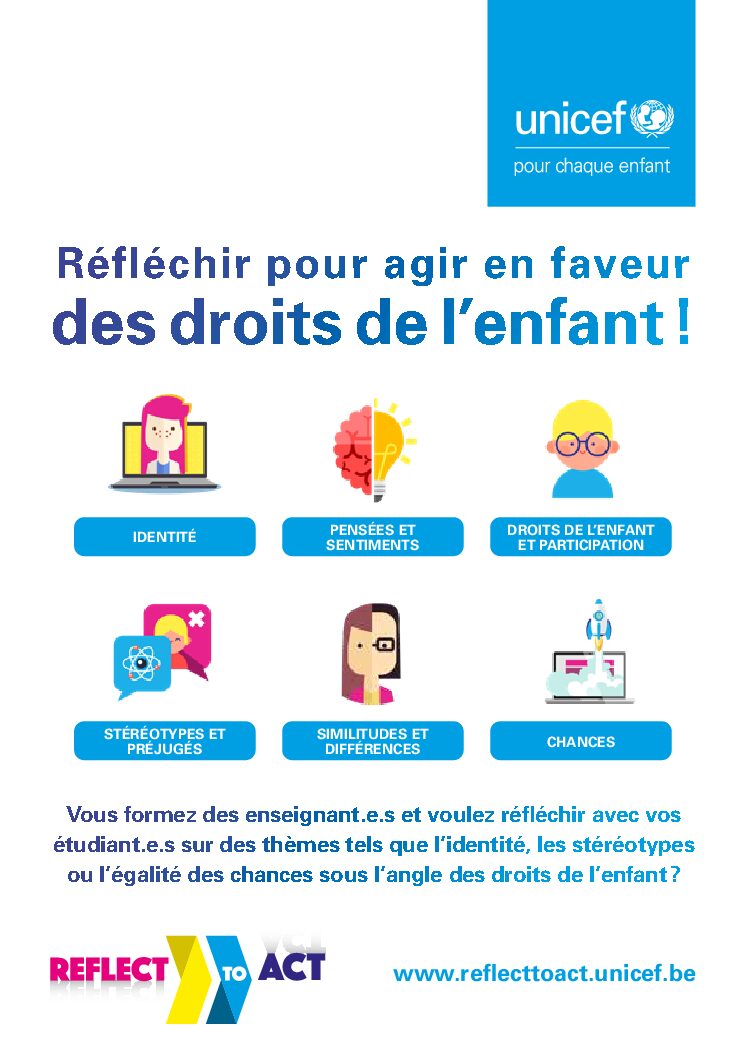 unicef
pour chaque enfant
Réfléchir pour agir en faveur
des droits de l’enfant !
IDENTITÉ
PENSÉES ET
SENTIMENTS
DROITS DE L’ENFANT
ET PARTICIPATION
STÉRÉOTYPES ET
PRÉJUGÉS
SIMILITUDES ET
DIFFÉRENCES
CHANCES
Vous formez des enseignant.e.s et voulez réfléchir avec vos
étudiant.e.s sur des thèmes tels que l’identité, les stéréotypes
ou l’égalité des chances sous l’angle des droits de l’enfant ?
REFLECT TO ACT
www.reflecttoact.unicef.be